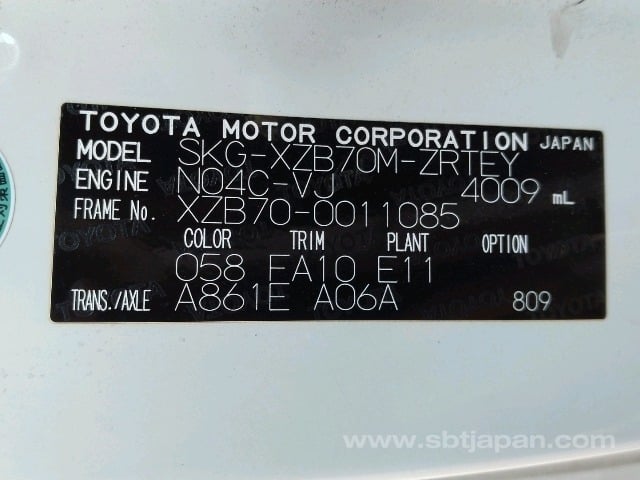 TOYOTA MOTOR CORPORATION JAPAN
MODEL SKG-XZB70M-ZRTEY
ENGINE N04C-VJ 4009 mL
FRAME No. XZB70-0011085
COLOR TRIM PLANT OPTION
058 FA10 E11
TRANS./AXLE A861E A06A 809
www.sbtjapan.com